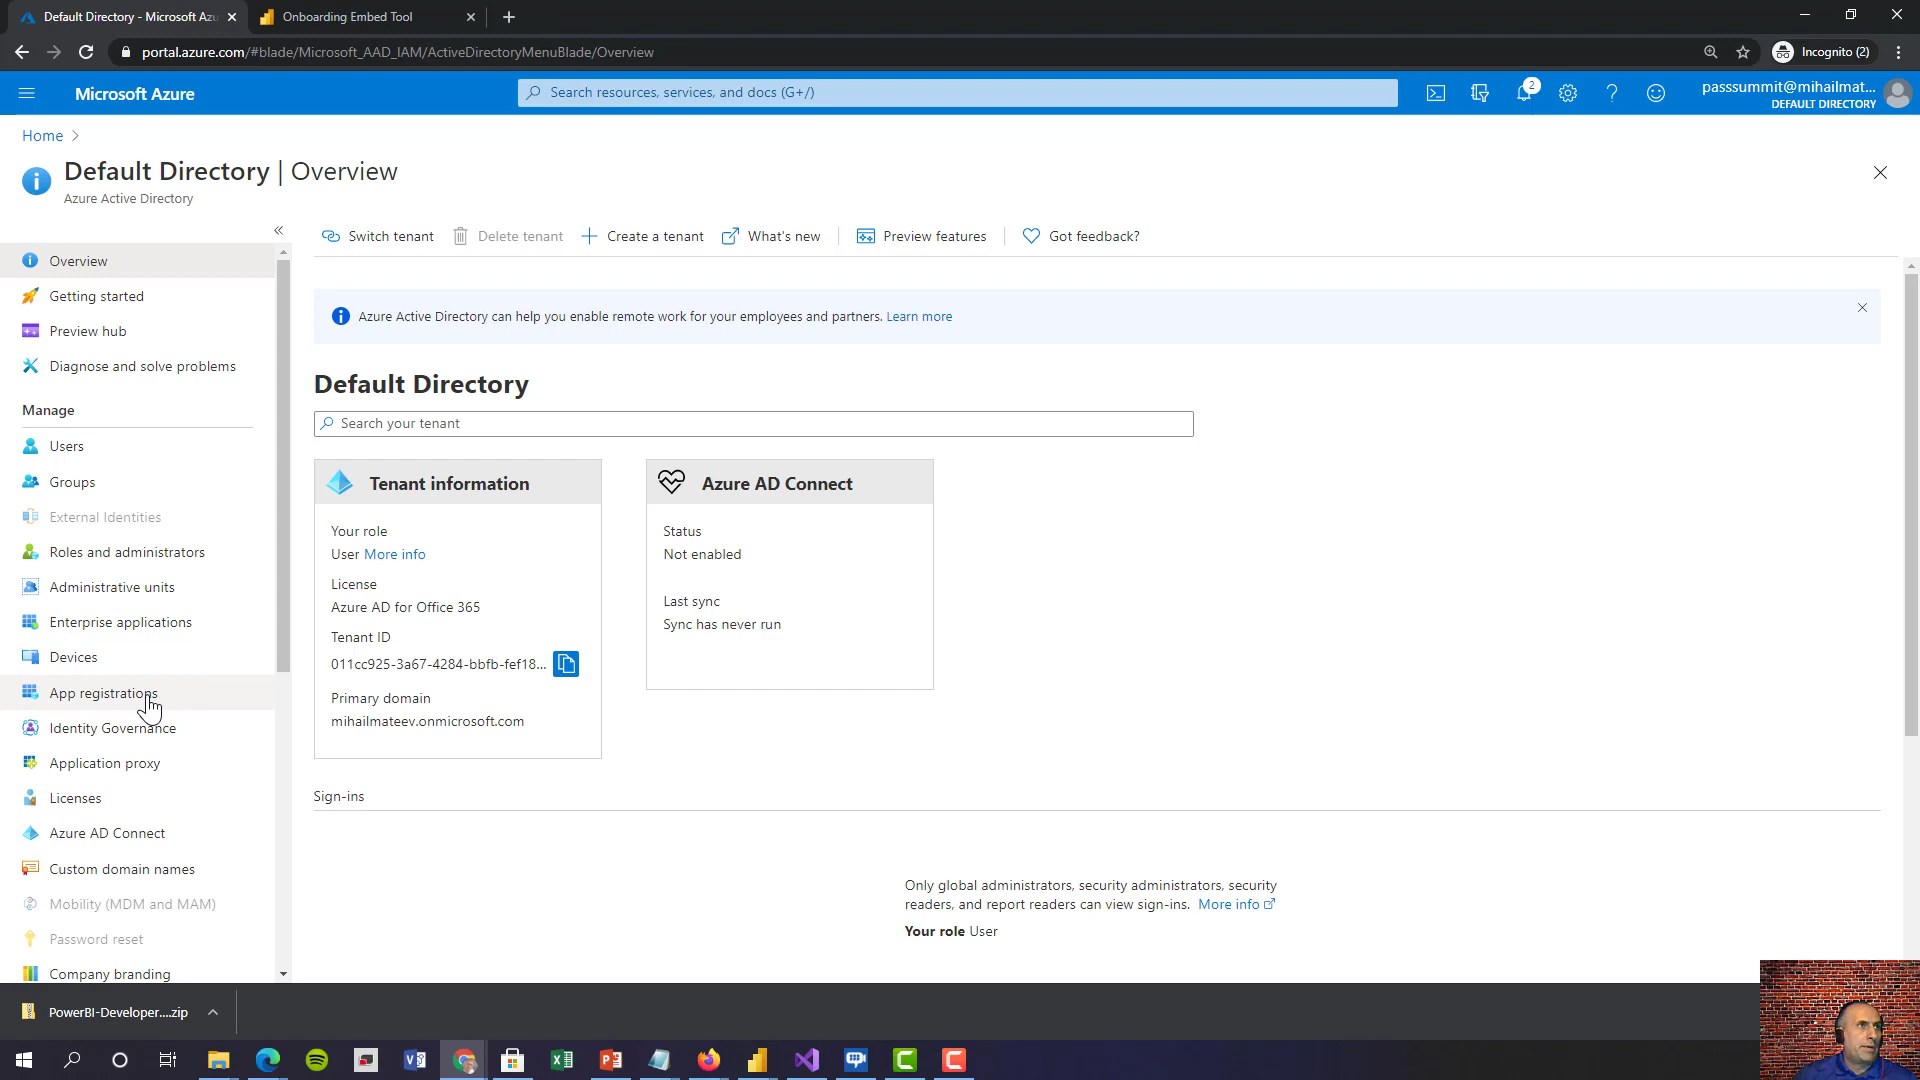 Default Directory - Microsoft Azu
Onboarding Embed Tool
portal.azure.com/#blade/Microsoft_AAD_IAM/ActiveDirectoryMenuBlade/Overview
Incognito (2)
Microsoft Azure
Search resources, services, and docs (G+/)
2
passsummit@mihailmat...
DEFAULT DIRECTORY
Home
Default Directory | Overview
Azure Active Directory
Switch tenant
Delete tenant
Create a tenant
What's new
Preview features
Got feedback?
Overview
Getting started
Preview hub
Diagnose and solve problems
Manage
Users
Groups
External Identities
Roles and administrators
Administrative units
Enterprise applications
Devices
App registrations
Identity Governance
Application proxy
Licenses
Azure AD Connect
Custom domain names
Mobility (MDM and MAM)
Password reset
Company branding
Azure Active Directory can help you enable remote work for your employees and partners. Learn more
Default Directory
Search your tenant
Tenant information
Your role
User More info
License
Azure AD for Office 365
Tenant ID
011cc925-3a67-4284-bbfb-fef18...
Primary domain
mihailmateev.onmicrosoft.com
Azure AD Connect
Status
Not enabled
Last sync
Sync has never run
Sign-ins
Only global administrators, security administrators, security
readers, and report readers can view sign-ins. More info
Your role User
PowerBI-Developer....zip